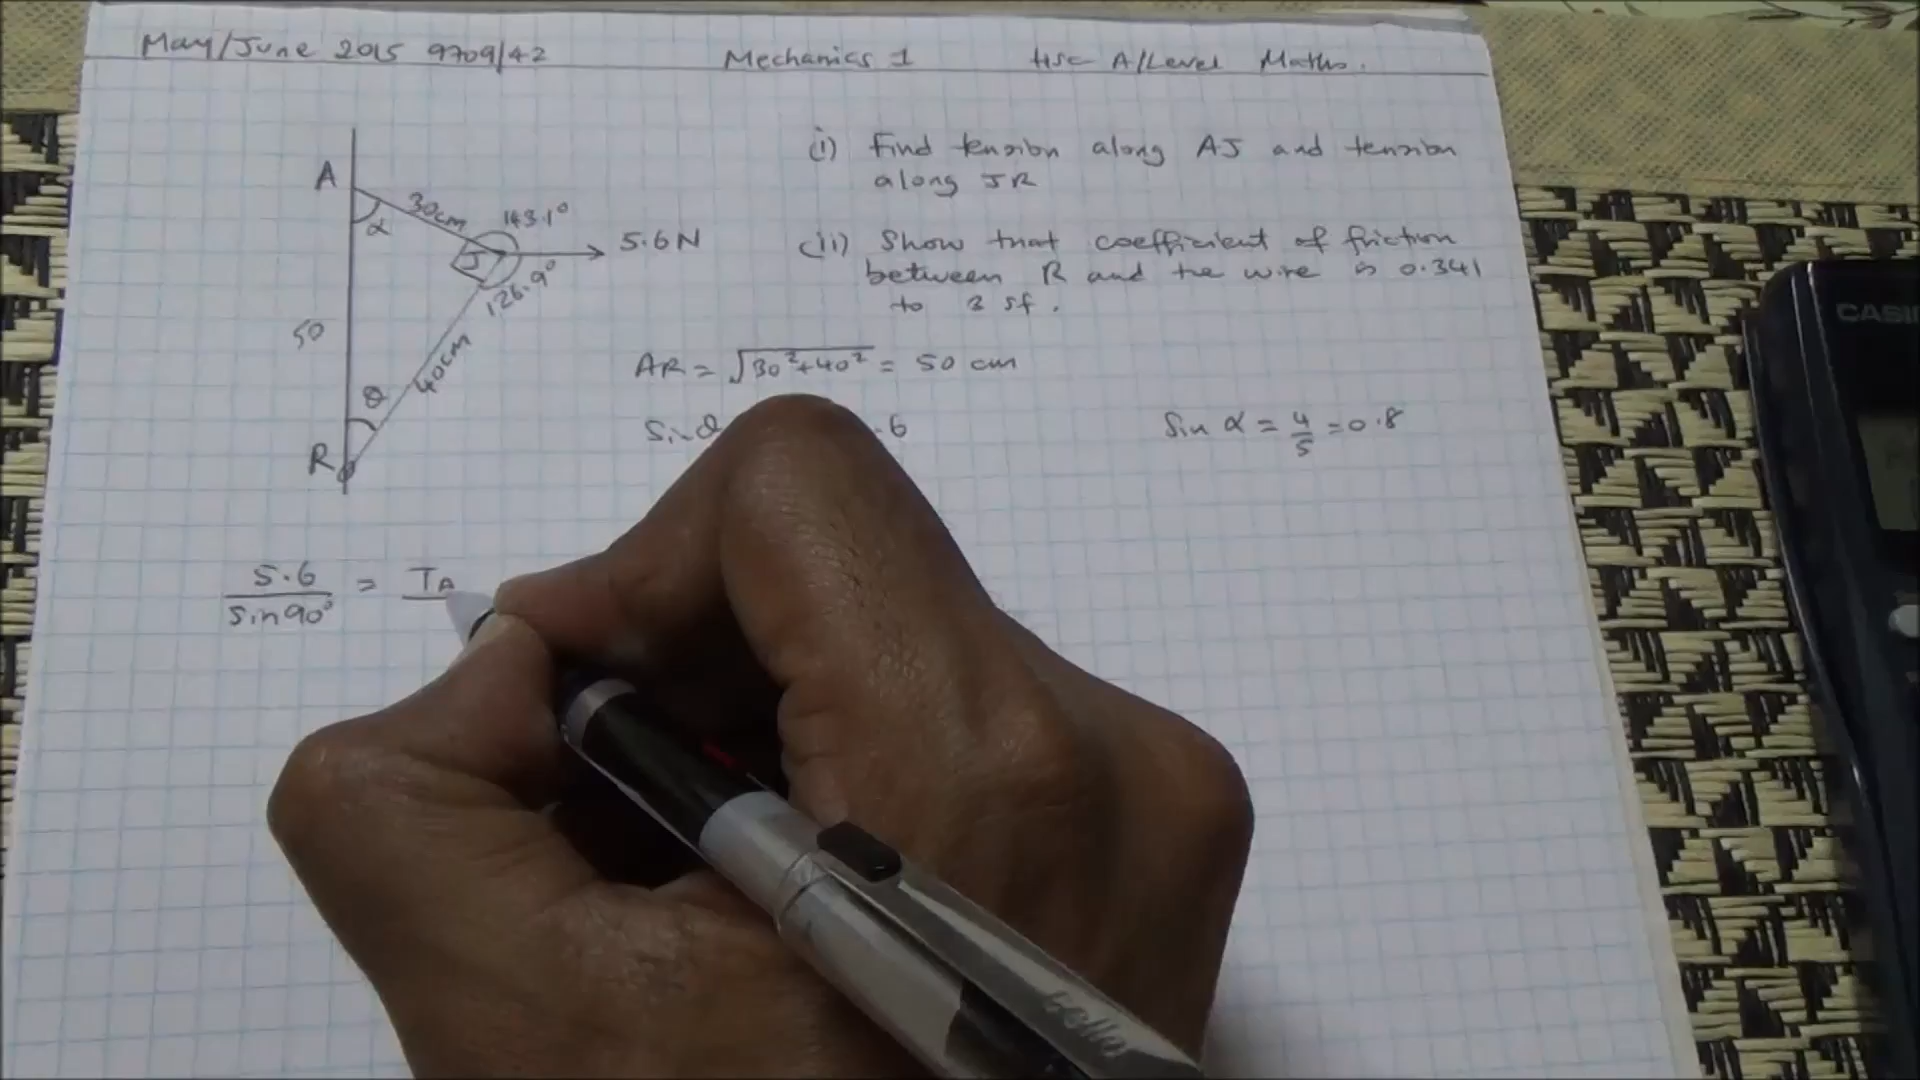 May/June 2015 9709/42 Mechanics 1 HSC A/Level Maths.
(i) Find tension along AJ and tension
along JR
(ii) Show that coefficient of friction
between R and the wire is 0.341
to 3 sf.
A
30cm
143.1°
α
J
5.6N
126.9°
50
40cm
θ
R
AR = √30²+40² = 50 cm
Sinθ .6
Sin α = 4/5 = 0.8
5.6/Sin90° = TA
CASI